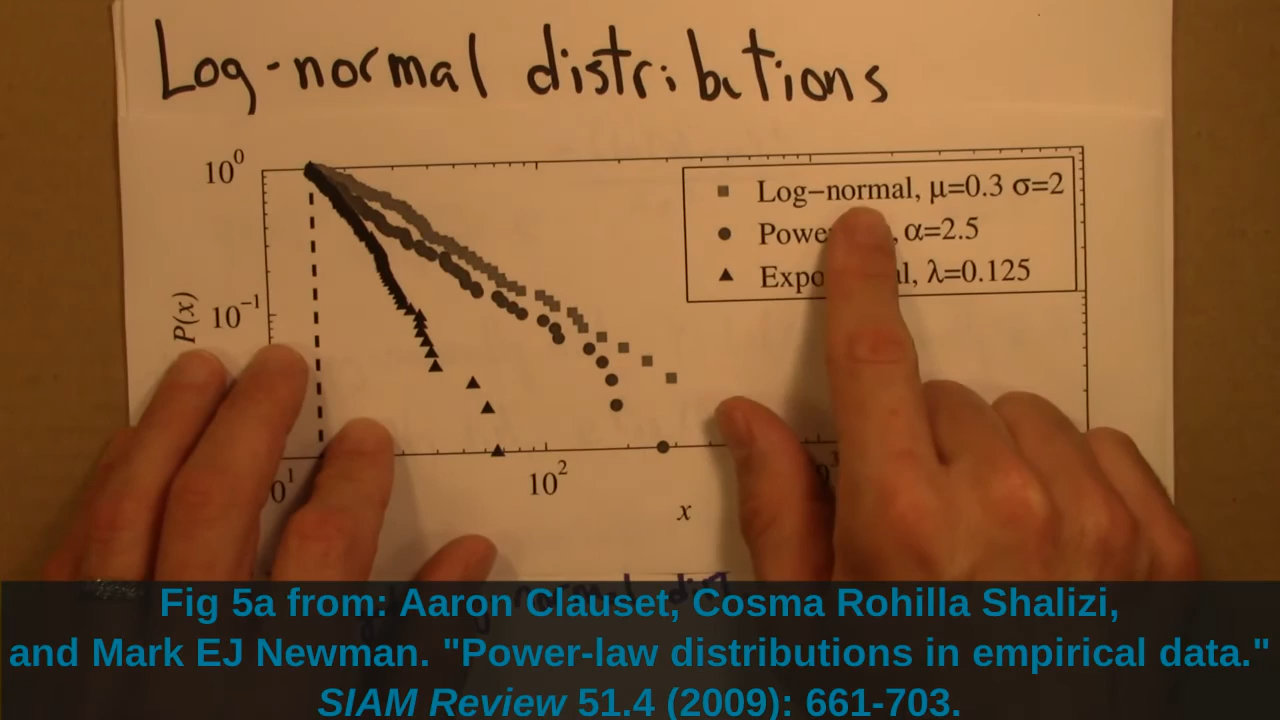 Log-normal distributions
10^0
Log–normal, μ=0.3 σ=2
α=2.5
λ=0.125
P(x)
10^−1
10^2
x
Fig 5a from: Aaron Clauset, Cosma Rohilla Shalizi,
and Mark EJ Newman. "Power-law distributions in empirical data."
SIAM Review 51.4 (2009): 661-703.